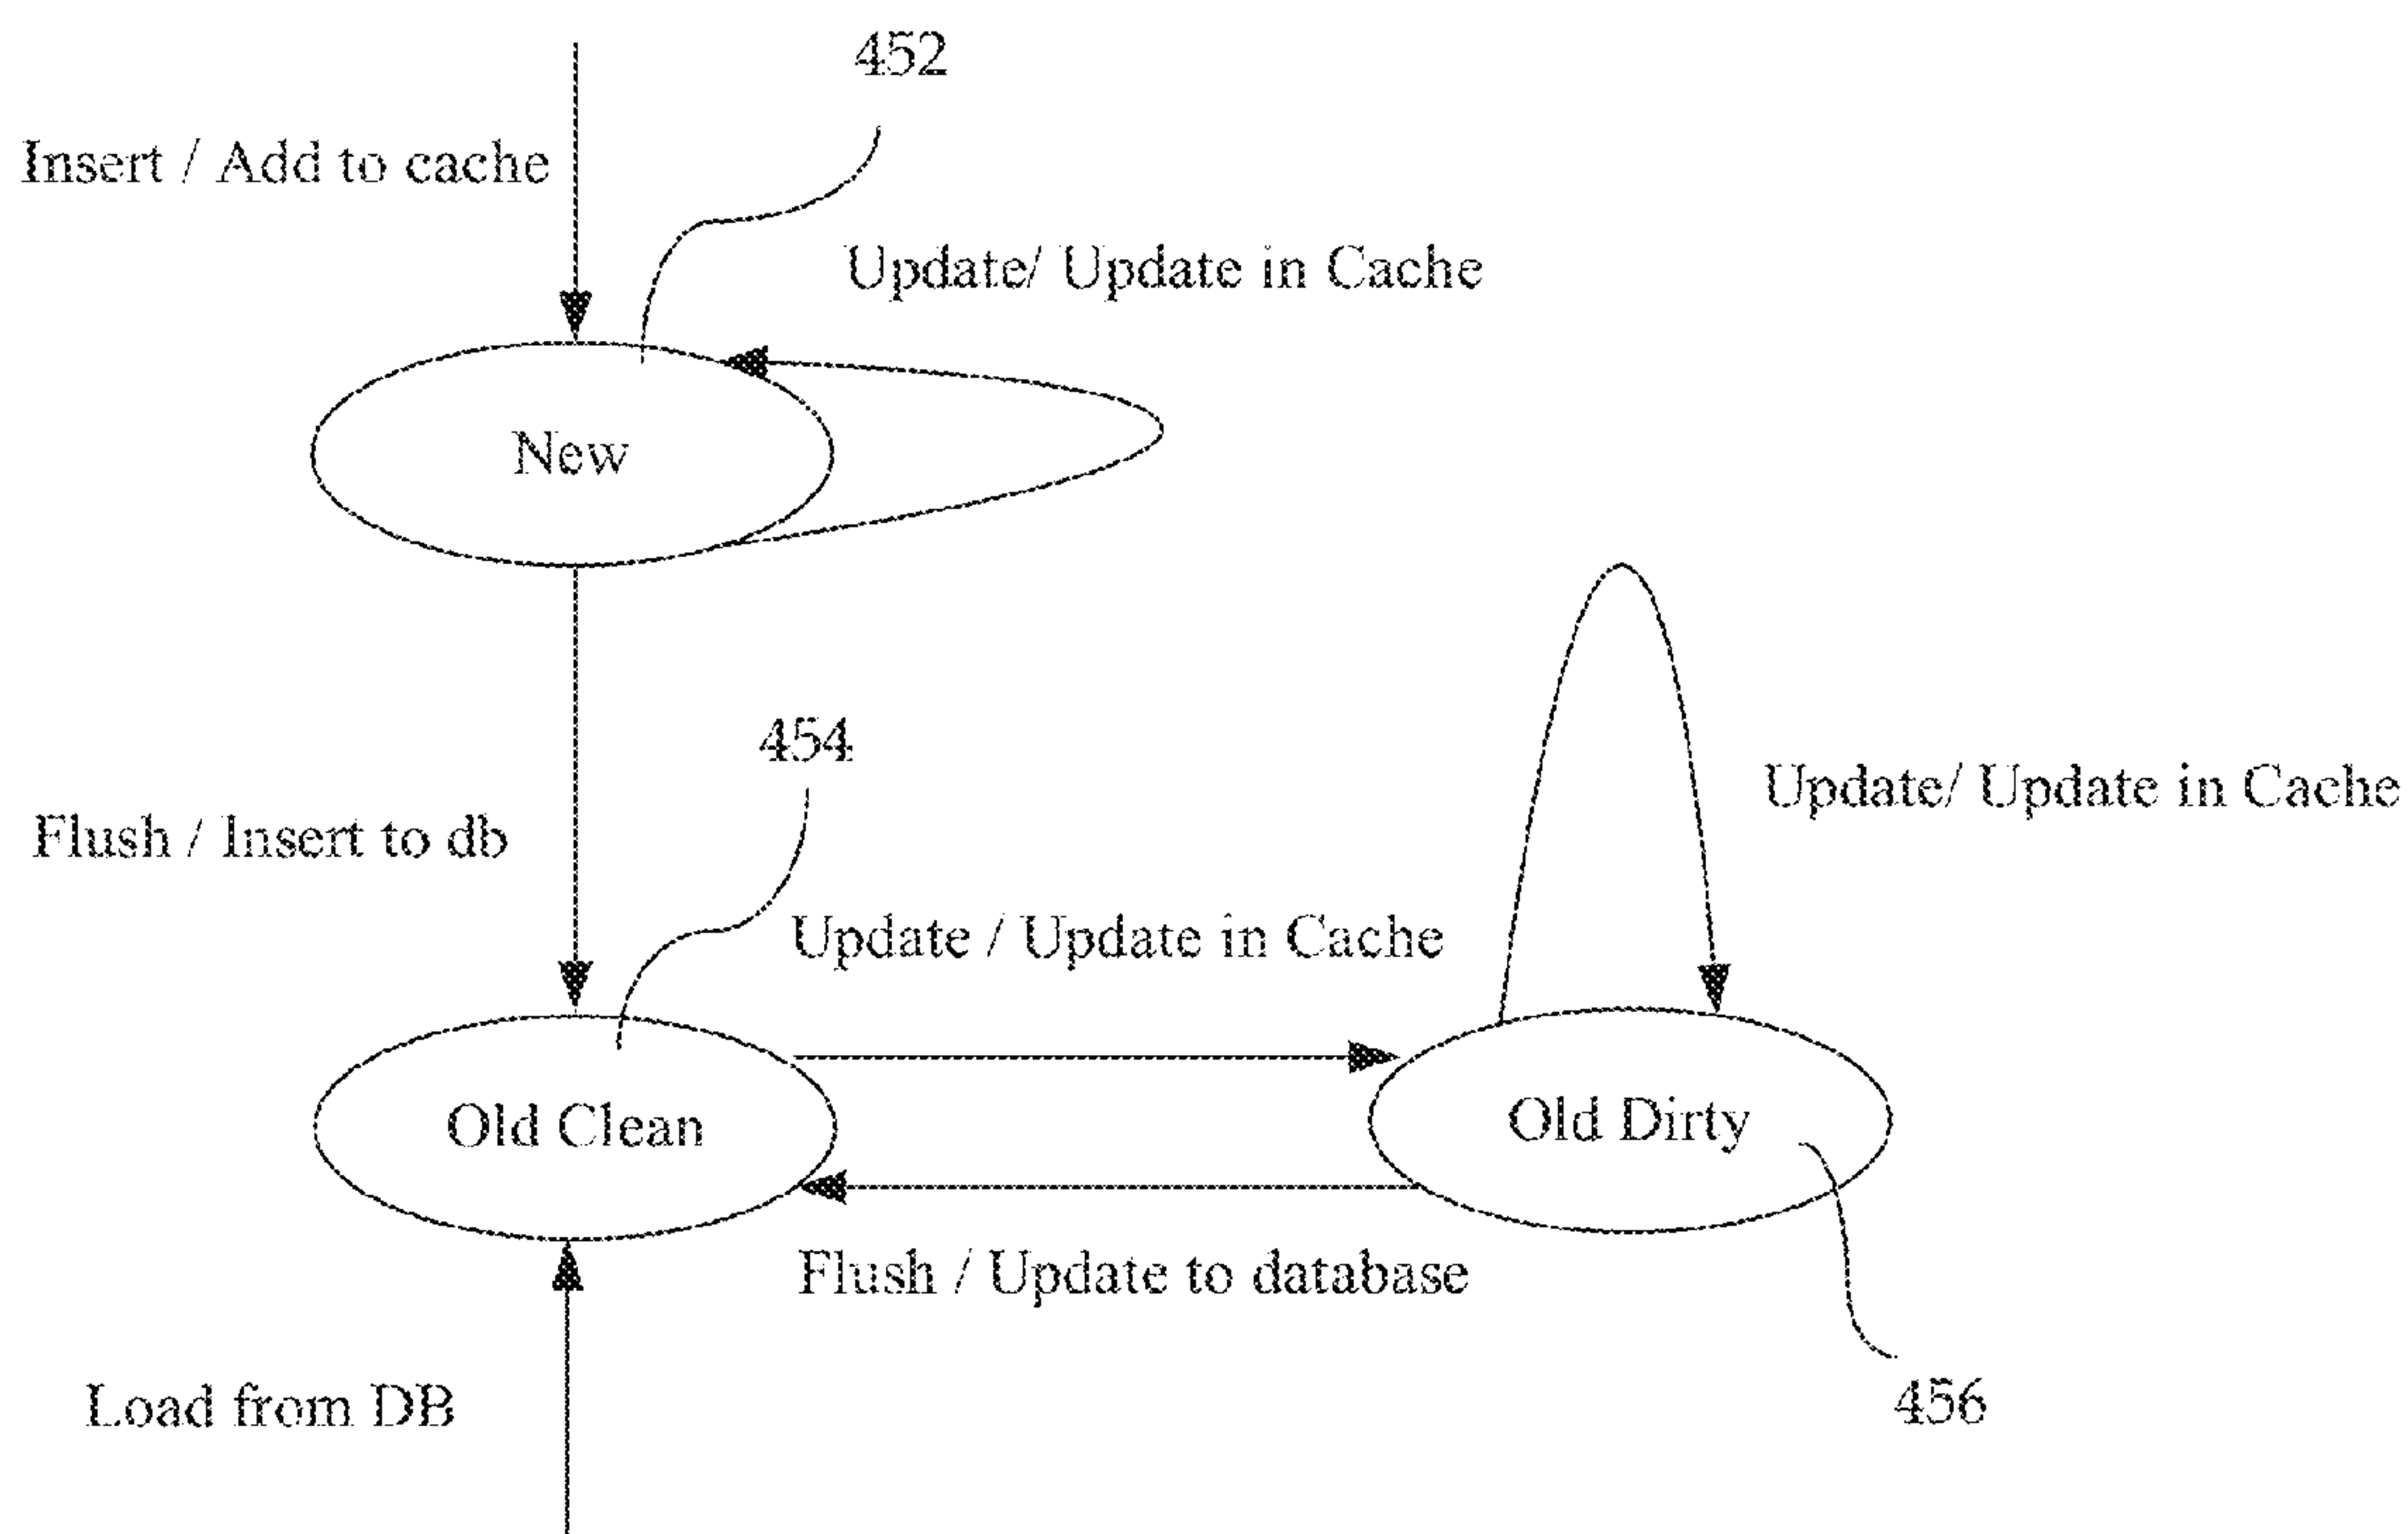 452
Insert / Add to cache
Update/ Update in Cache
New
454
Update/ Update in Cache
Flush / Insert to db
Update / Update in Cache
Old Clean
Old Dirty
Flush / Update to database
Load from DB
456